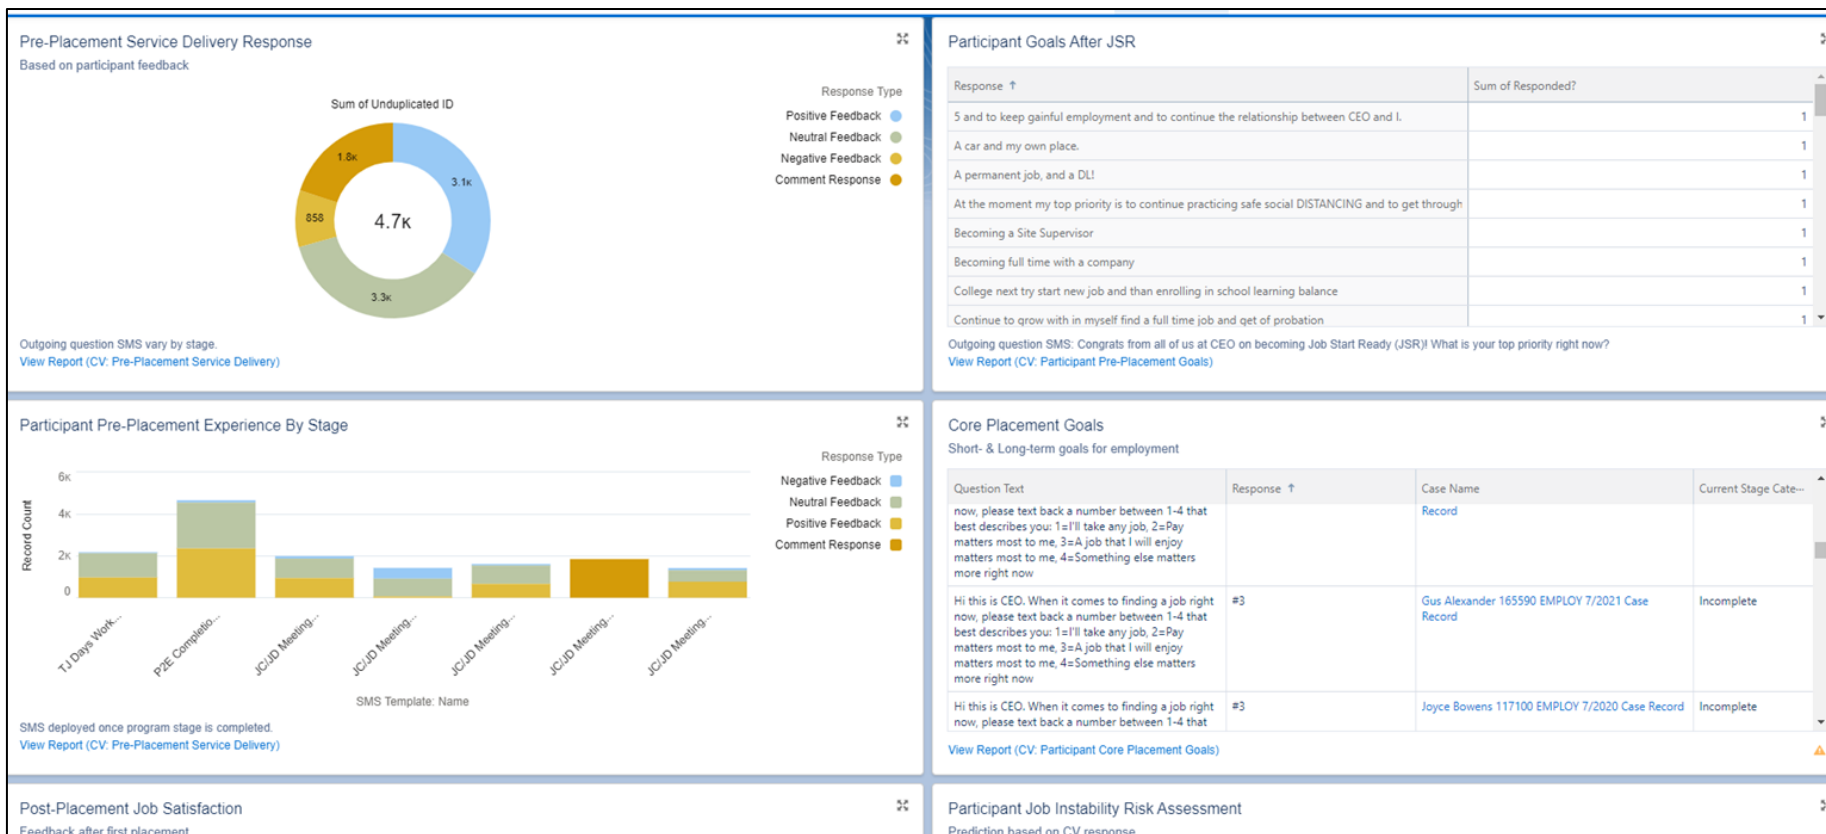 Pre-Placement Service Delivery Response
Based on participant feedback
Sum of Unduplicated ID
1.8K
3.1K
858
4.7K
3.3K
Response Type
Positive Feedback
Neutral Feedback
Negative Feedback
Comment Response
Outgoing question SMS vary by stage.
View Report (CV: Pre-Placement Service Delivery)
Participant Goals After JSR
Response ↑ Sum of Responded?
5 and to keep gainful employment and to continue the relationship between CEO and I. 1
A car and my own place. 1
A permanent job, and a DL! 1
At the moment my top priority is to continue practicing safe social DISTANCING and to get through 1
Becoming a Site Supervisor 1
Becoming full time with a company 1
College next try start new job and than enrolling in school learning balance 1
Continue to grow with in myself find a full time job and get of probation 1
Outgoing question SMS: Congrats from all of us at CEO on becoming Job Start Ready (JSR)! What is your top priority right now?
View Report (CV: Participant Pre-Placement Goals)
Participant Pre-Placement Experience By Stage
Response Type
Negative Feedback
Neutral Feedback
Positive Feedback
Comment Response
Record Count
6K
4K
2K
0
TJ Days Work...
P2E Completio...
JC/JD Meeting...
JC/JD Meeting...
JC/JD Meeting...
JC/JD Meeting...
JC/JD Meeting...
SMS Template: Name
SMS deployed once program stage is completed.
View Report (CV: Pre-Placement Service Delivery)
Core Placement Goals
Short- & Long-term goals for employment
Question Text Response ↑ Case Name Current Stage Cate...
now, please text back a number between 1-4 that Record
best describes you: 1=I'll take any job, 2=Pay
matters most to me, 3=A job that I will enjoy
matters most to me, 4=Something else matters
more right now
Hi this is CEO. When it comes to finding a job right #3 Gus Alexander 165590 EMPLOY 7/2021 Case Incomplete
now, please text back a number between 1-4 that Record
best describes you: 1=I'll take any job, 2=Pay
matters most to me, 3=A job that I will enjoy
matters most to me, 4=Something else matters
more right now
Hi this is CEO. When it comes to finding a job right #3 Joyce Bowens 117100 EMPLOY 7/2020 Case Record Incomplete
now, please text back a number between 1-4 that
View Report (CV: Participant Core Placement Goals)
Post-Placement Job Satisfaction
Feedback after first placement
Participant Job Instability Risk Assessment
Prediction based on CV response